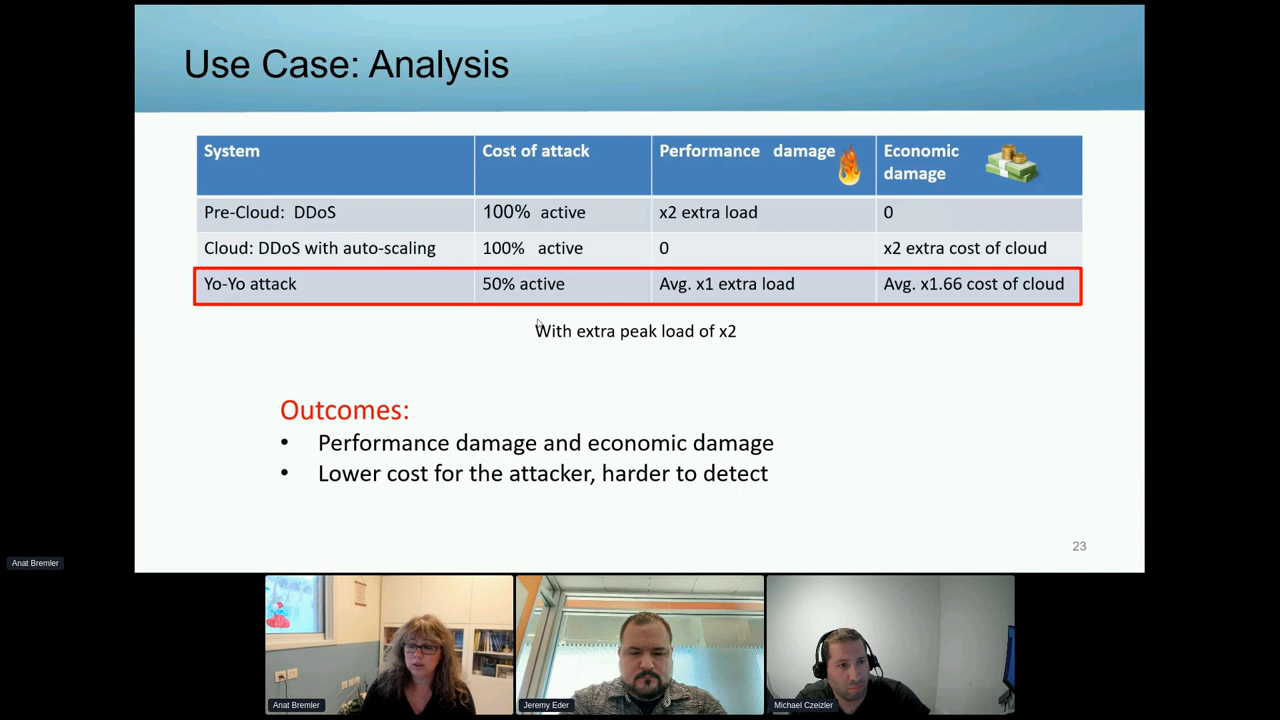 Use Case: Analysis
System Cost of attack Performance damage Economic damage
Pre-Cloud: DDoS 100% active x2 extra load 0
Cloud: DDoS with auto-scaling 100% active 0 x2 extra cost of cloud
Yo-Yo attack 50% active Avg. x1 extra load Avg. x1.66 cost of cloud
With extra peak load of x2
Outcomes:
• Performance damage and economic damage
• Lower cost for the attacker, harder to detect
23
Anat Bremler
Anat Bremler
Jeremy Eder
Michael Czeizler